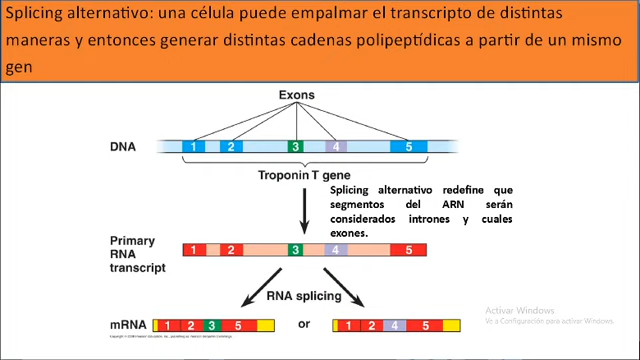 Splicing alternativo: una célula puede empalmar el transcripto de distintas
maneras y entonces generar distintas cadenas polipeptídicas a partir de un mismo
gen
Exons
DNA
1 2 3 4 5
Troponin T gene
Splicing alternativo redefine que
segmentos del ARN serán
considerados intrones y cuales
exones.
Primary
RNA
transcript
1 2 3 4 5
RNA splicing
mRNA
1 2 3 5
or
1 2 4 5
Activar Windows
Ve a Configuración para activar Windows.